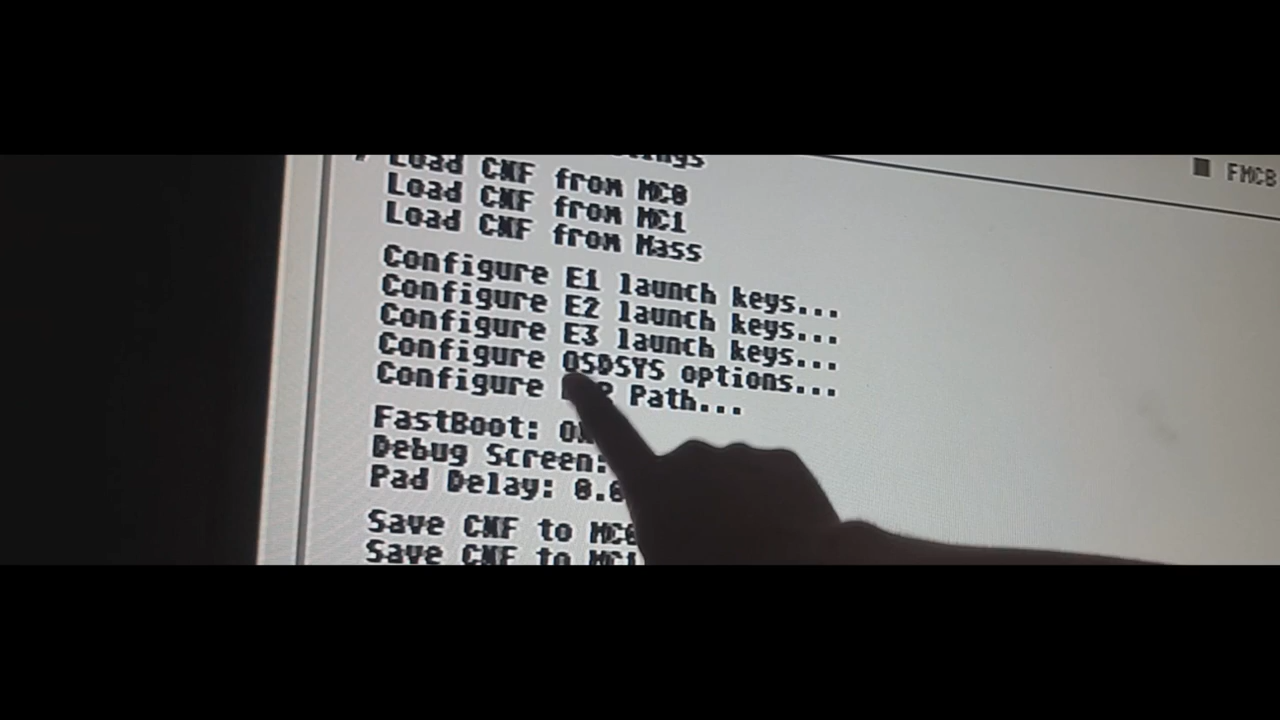 FMCB
Load CNF from MC0
Load CNF from MC1
Load CNF from Mass
Configure E1 launch keys...
Configure E2 launch keys...
Configure E3 launch keys...
Configure OSDSYS options...
Configure Path...
FastBoot:
Debug Screen:
Pad Delay:
Save CNF to MC0
Save CNF to MC1